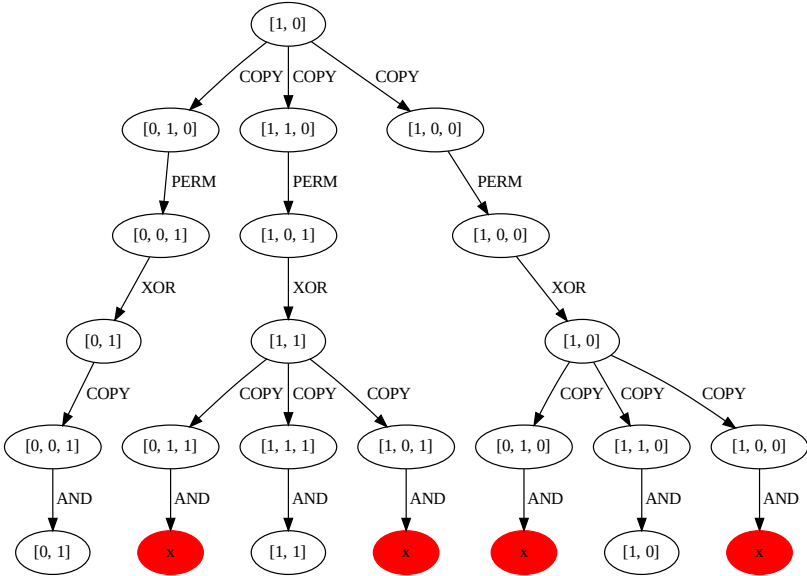 [1, 0]
COPY COPY COPY
[0, 1, 0] [1, 1, 0] [1, 0, 0]
PERM PERM PERM
[0, 0, 1] [1, 0, 1] [1, 0, 0]
XOR XOR XOR
[0, 1] [1, 1] [1, 0]
COPY COPY COPY COPY COPY COPY COPY
[0, 0, 1] [0, 1, 1] [1, 1, 1] [1, 0, 1] [0, 1, 0] [1, 1, 0] [1, 0, 0]
AND AND AND AND AND AND AND
[0, 1] x [1, 1] x x [1, 0] x